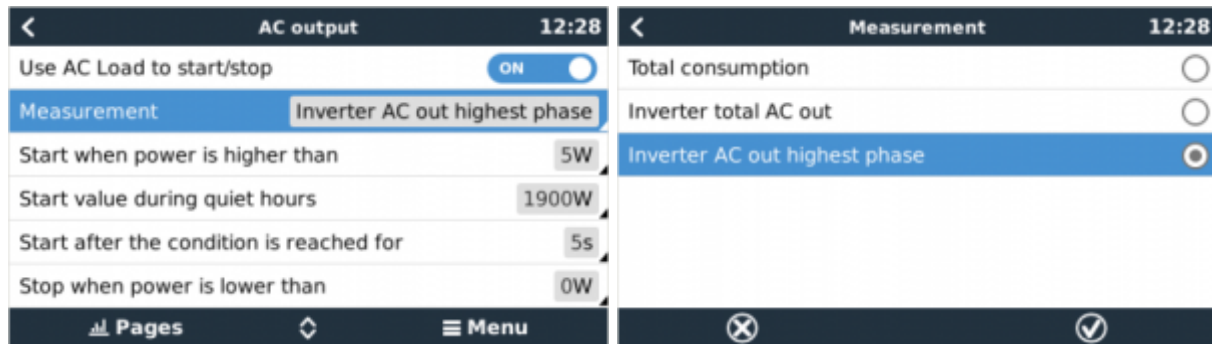 AC output 12:28
Use AC Load to start/stop ON
Measurement Inverter AC out highest phase
Start when power is higher than 5W
Start value during quiet hours 1900W
Start after the condition is reached for 5s
Stop when power is lower than 0W
Pages Menu
Measurement 12:28
Total consumption
Inverter total AC out
Inverter AC out highest phase